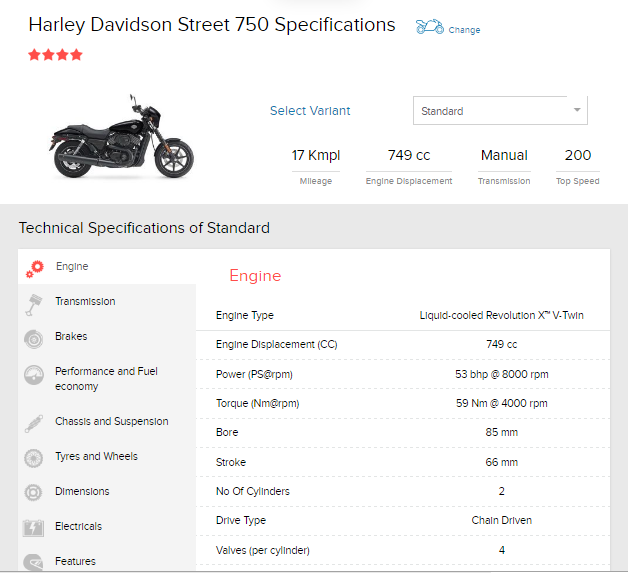 Harley Davidson Street 750 Specifications
Change
Select Variant
Standard
17 Kmpl
749 cc
Manual
200
Mileage
Engine Displacement
Transmission
Top Speed
Technical Specifications of Standard
Engine
Transmission
Brakes
Performance and Fuel
economy
Chassis and Suspension
Tyres and Wheels
Dimensions
Electricals
Features
Engine
Engine Type Liquid-cooled Revolution X™ V-Twin
Engine Displacement (CC) 749 cc
Power (PS@rpm) 53 bhp @ 8000 rpm
Torque (Nm@rpm) 59 Nm @ 4000 rpm
Bore 85 mm
Stroke 66 mm
No Of Cylinders 2
Drive Type Chain Driven
Valves (per cylinder) 4